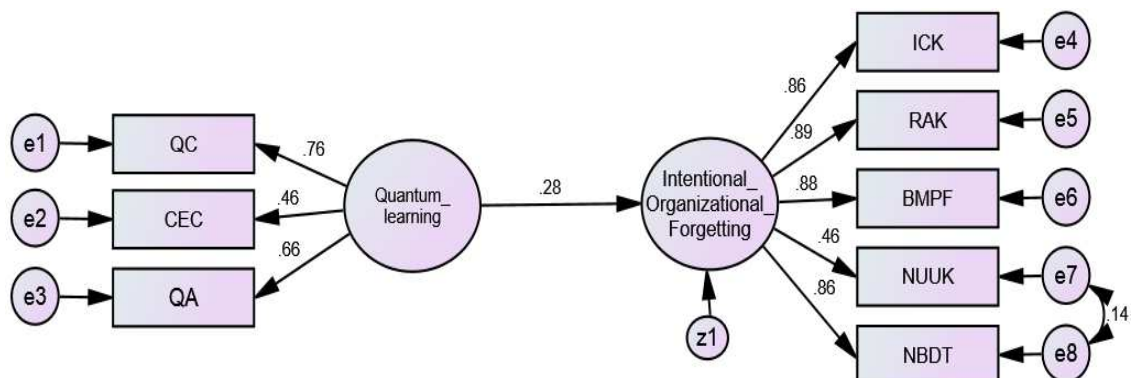 ICK
e4
.86
RAK
e5
.89
e1
QC
.76
Quantum_
learning
.28
Intentional_
Organizational_
Forgetting
.88
BMPF
e6
e2
CEC
.46
.46
NUUK
e7
.66
.86
.14
e3
QA
z1
NBDT
e8